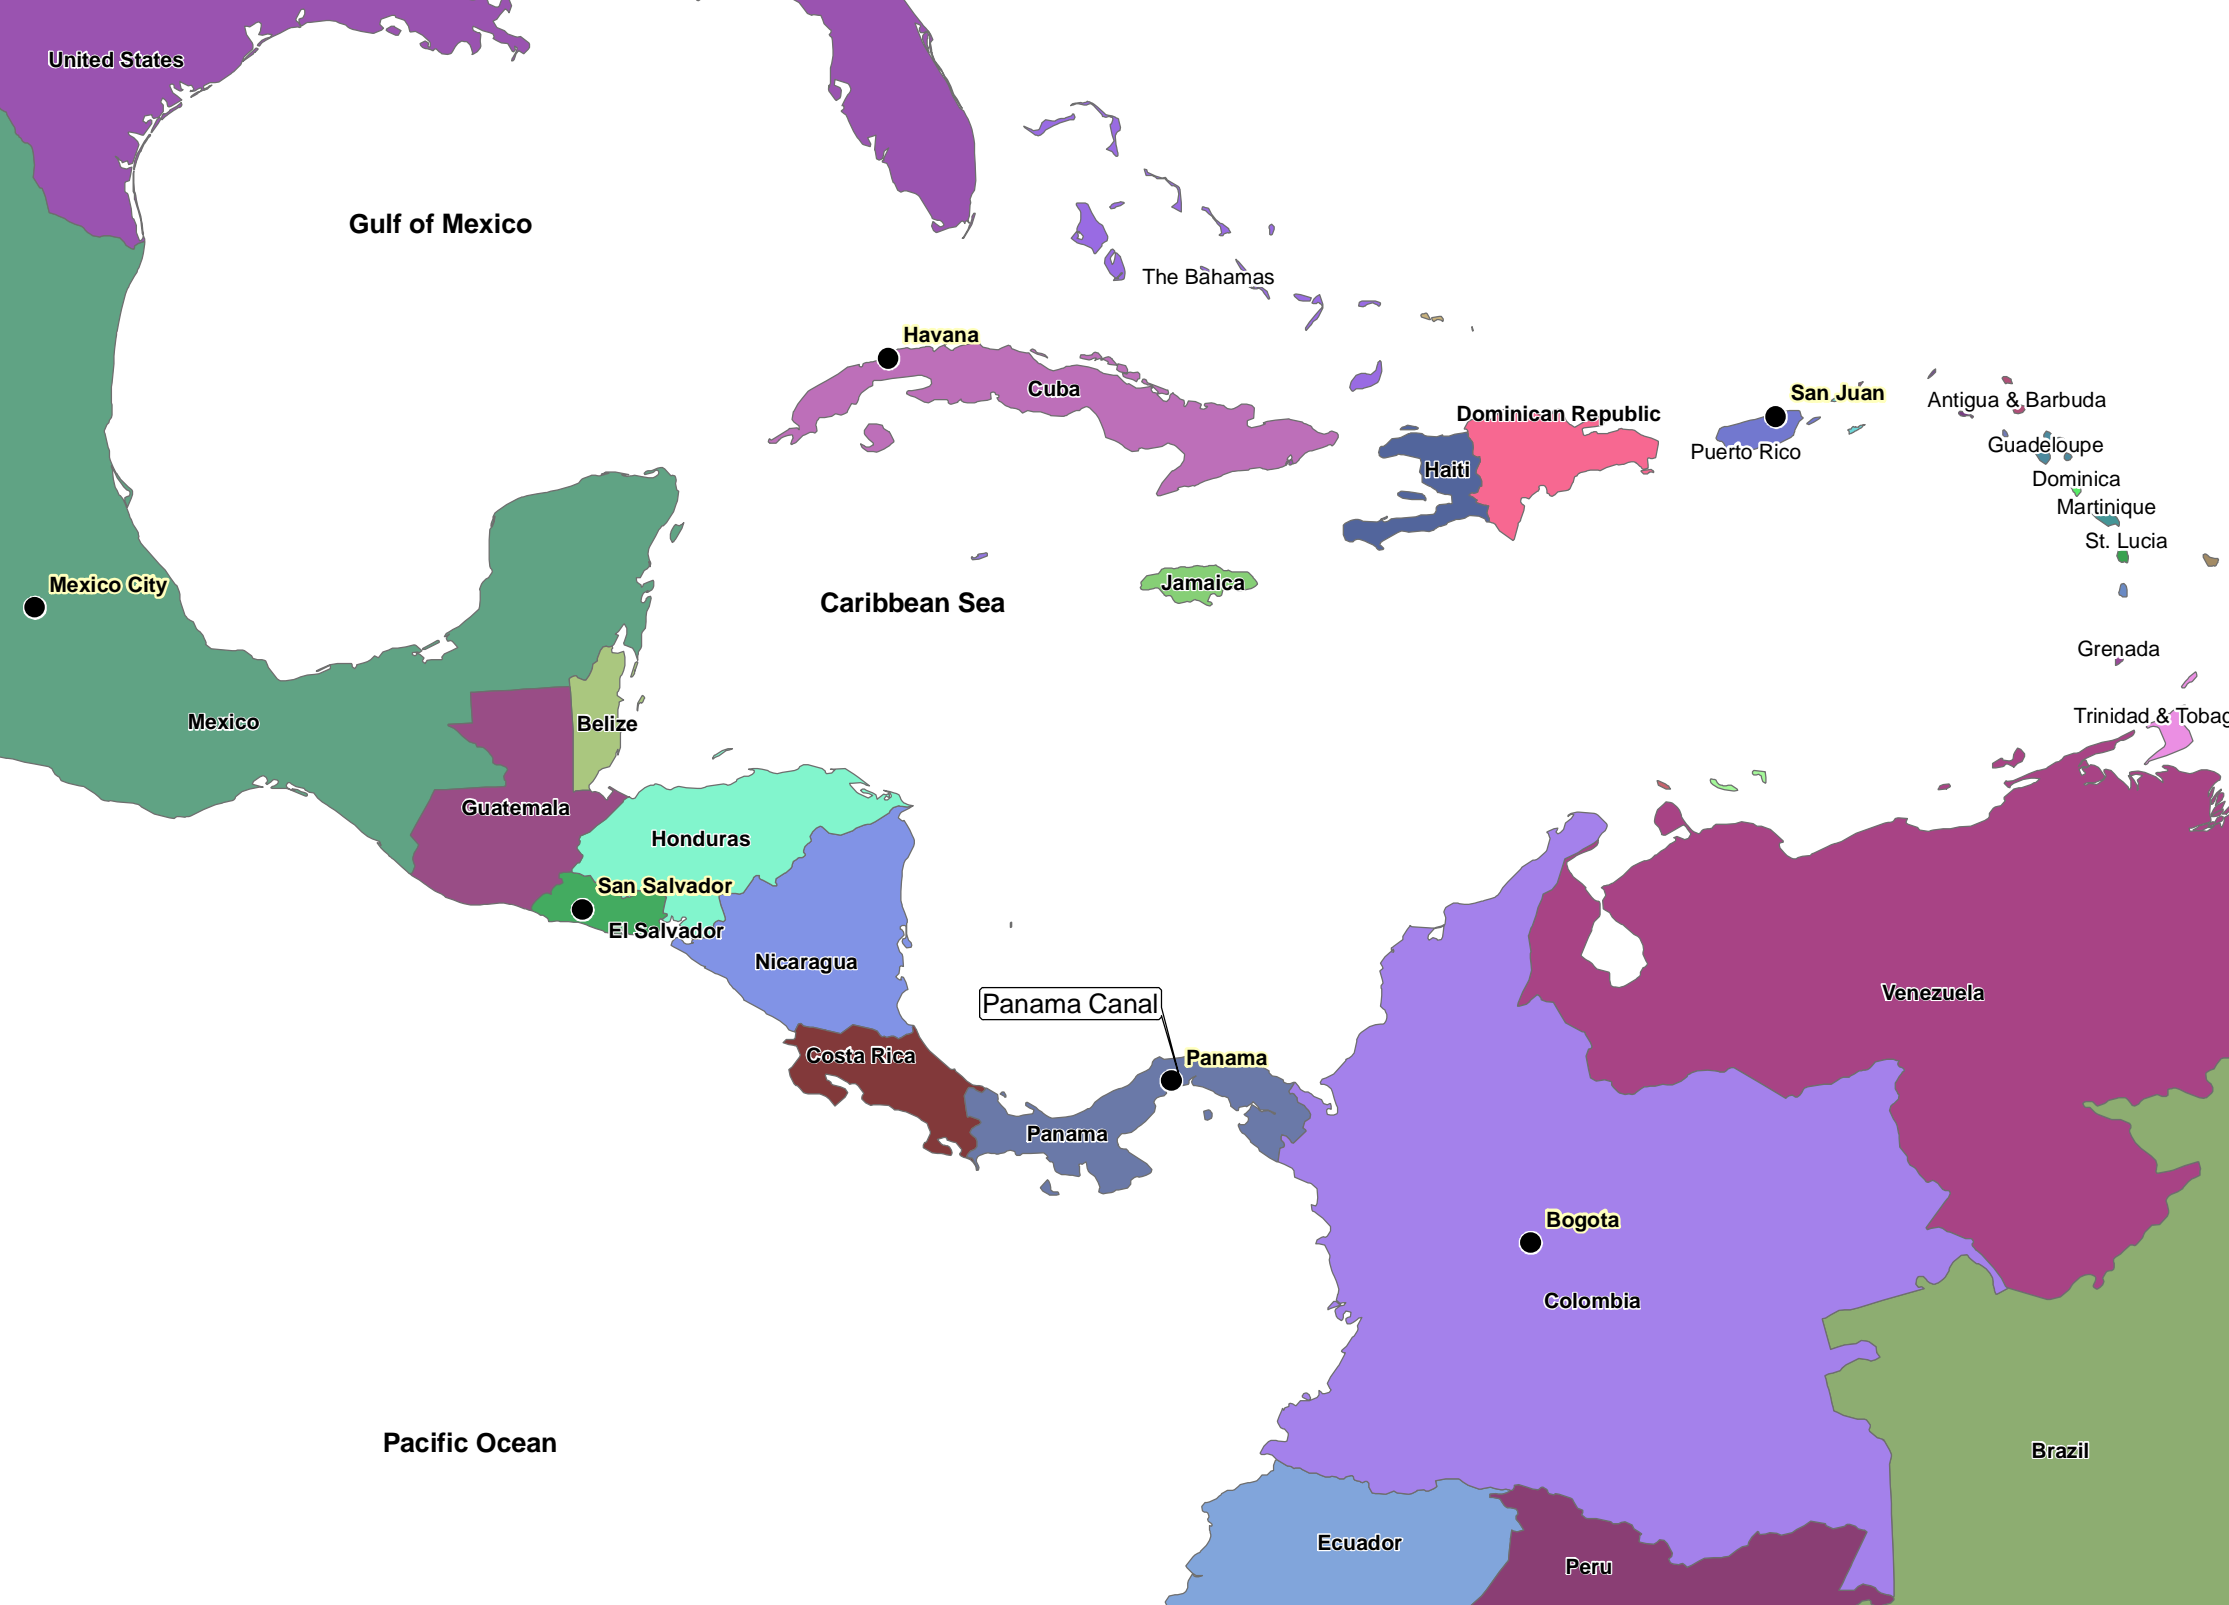 United States
Gulf of Mexico
The Bahamas
Havana
Cuba
San Juan
Antigua & Barbuda
Dominican Republic
Guadeloupe
Puerto Rico
Haiti
Dominica
Martinique
St. Lucia
Jamaica
Mexico City
Caribbean Sea
Grenada
Trinidad & Tobag
Mexico
Belize
Guatemala
Honduras
San Salvador
El Salvador
Nicaragua
Venezuela
Panama Canal
Costa Rica
Panama
Panama
Bogota
Colombia
Pacific Ocean
Brazil
Ecuador
Peru